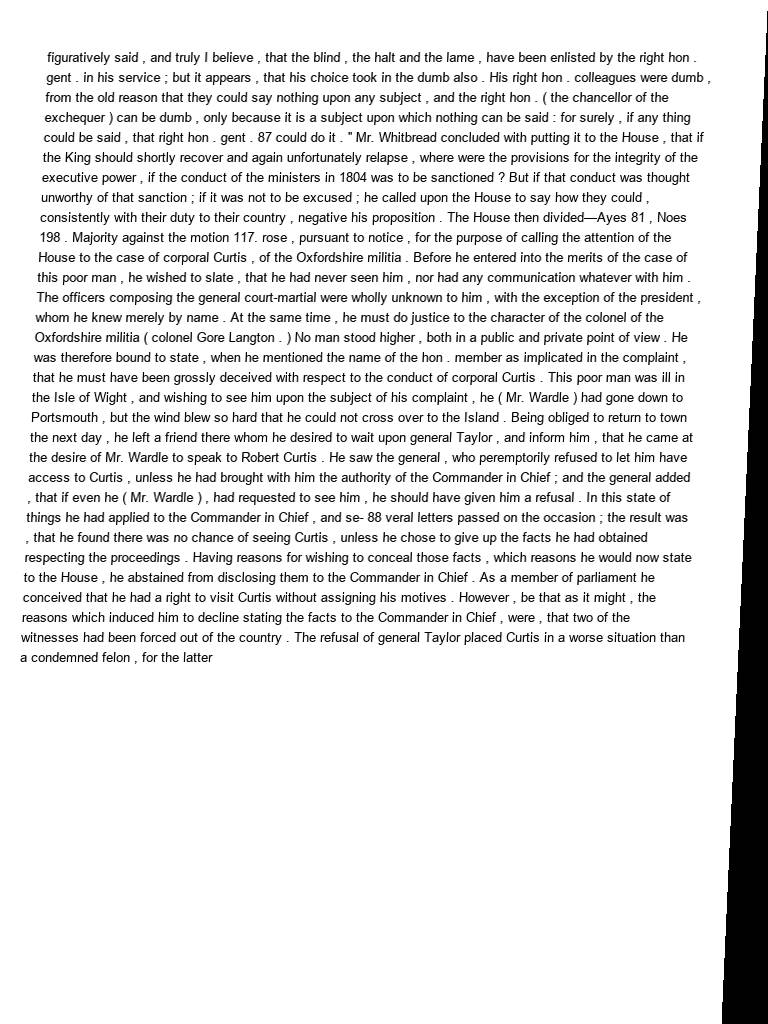 figuratively said , and truly I believe , that the blind , the halt and the lame , have been enlisted by the right hon .
gent . in his service ; but it appears , that his choice took in the dumb also . His right hon . colleagues were dumb ,
from the old reason that they could say nothing upon any subject , and the right hon . ( the chancellor of the
exchequer ) can be dumb , only because it is a subject upon which nothing can be said : for surely , if any thing
could be said , that right hon . gent . 87 could do it . " Mr. Whitbread concluded with putting it to the House , that if
the King should shortly recover and again unfortunately relapse , where were the provisions for the integrity of the
executive power , if the conduct of the ministers in 1804 was to be sanctioned ? But if that conduct was thought
unworthy of that sanction ; if it was not to be excused ; he called upon the House to say how they could ,
consistently with their duty to their country , negative his proposition . The House then divided—Ayes 81 , Noes
198 . Majority against the motion 117. rose , pursuant to notice , for the purpose of calling the attention of the
House to the case of corporal Curtis , of the Oxfordshire militia . Before he entered into the merits of the case of
this poor man , he wished to slate , that he had never seen him , nor had any communication whatever with him .
The officers composing the general court-martial were wholly unknown to him , with the exception of the president ,
whom he knew merely by name . At the same time , he must do justice to the character of the colonel of the
Oxfordshire militia ( colonel Gore Langton . ) No man stood higher , both in a public and private point of view . He
was therefore bound to state , when he mentioned the name of the hon . member as implicated in the complaint ,
that he must have been grossly deceived with respect to the conduct of corporal Curtis . This poor man was ill in
the Isle of Wight , and wishing to see him upon the subject of his complaint , he ( Mr. Wardle ) had gone down to
Portsmouth , but the wind blew so hard that he could not cross over to the Island . Being obliged to return to town
the next day , he left a friend there whom he desired to wait upon general Taylor , and inform him , that he came at
the desire of Mr. Wardle to speak to Robert Curtis . He saw the general , who peremptorily refused to let him have
access to Curtis , unless he had brought with him the authority of the Commander in Chief ; and the general added
, that if even he ( Mr. Wardle ) , had requested to see him , he should have given him a refusal . In this state of
things he had applied to the Commander in Chief , and se- 88 veral letters passed on the occasion ; the result was
, that he found there was no chance of seeing Curtis , unless he chose to give up the facts he had obtained
respecting the proceedings . Having reasons for wishing to conceal those facts , which reasons he would now state
to the House , he abstained from disclosing them to the Commander in Chief . As a member of parliament he
conceived that he had a right to visit Curtis without assigning his motives . However , be that as it might , the
reasons which induced him to decline stating the facts to the Commander in Chief , were , that two of the
witnesses had been forced out of the country . The refusal of general Taylor placed Curtis in a worse situation than
a condemned felon , for the latter